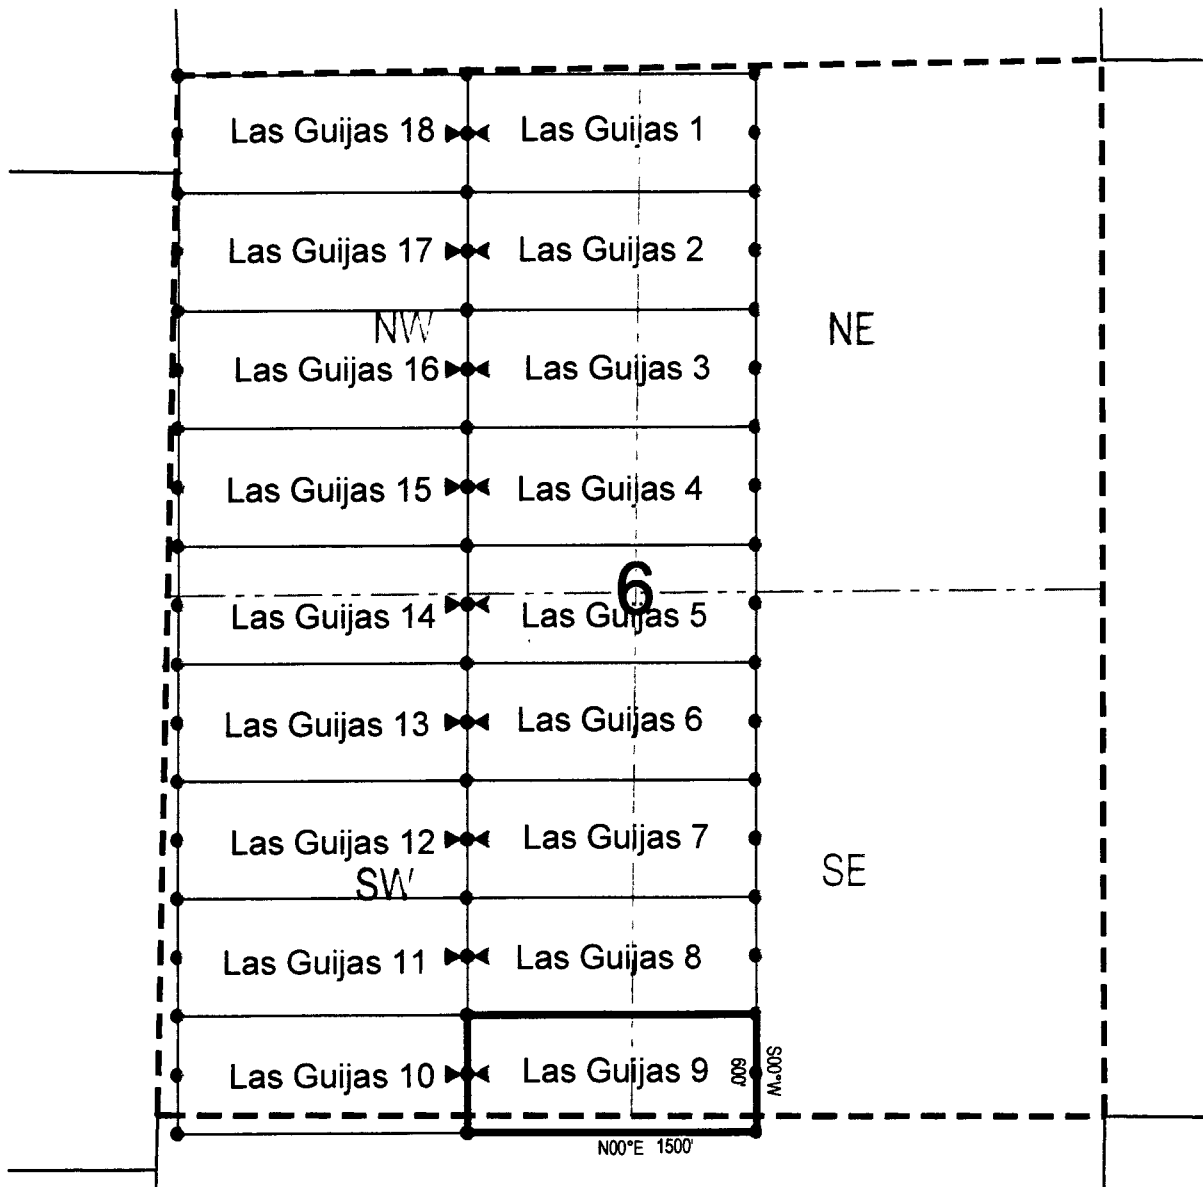 Las Guijas 18 Las Guijas 1
Las Guijas 17 Las Guijas 2
NW NE
Las Guijas 16 Las Guijas 3
Las Guijas 15 Las Guijas 4
6
Las Guijas 14 Las Guijas 5
Las Guijas 13 Las Guijas 6
Las Guijas 12 Las Guijas 7
SW SE
Las Guijas 11 Las Guijas 8
Las Guijas 10 Las Guijas 9 600' S00°W
N00°E 1500'